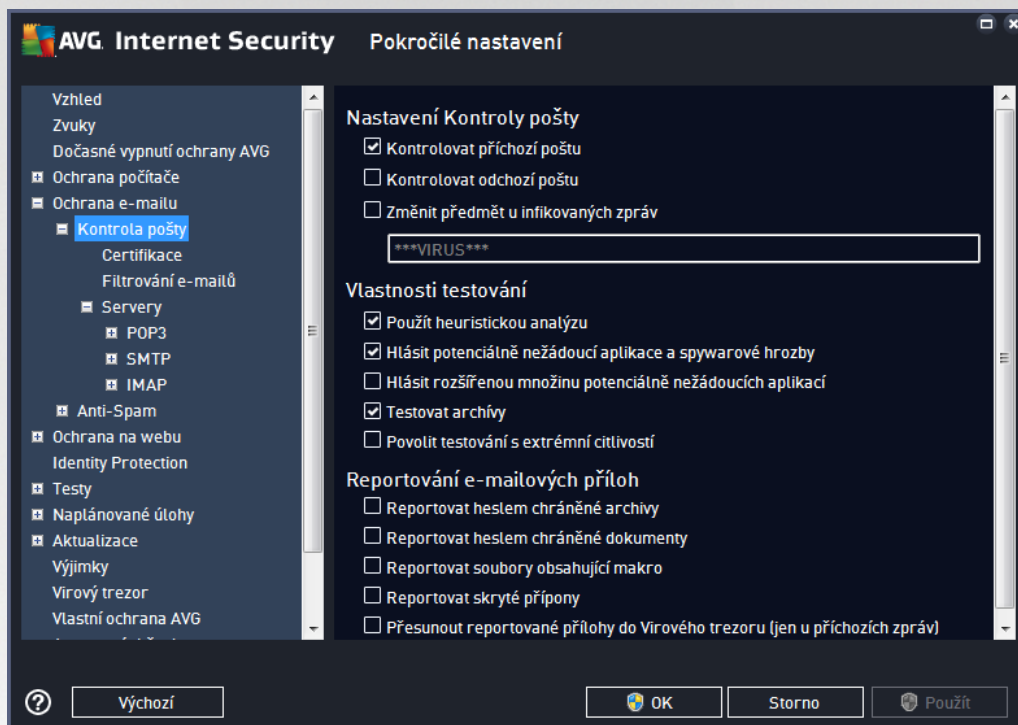 AVG. Internet Security Pokročilé nastavení
Vzhled
Zvuky
Dočasné vypnutí ochrany AVG
Ochrana počítače
Ochrana e-mailu
Kontrola pošty
Certifikace
Filtrování e-mailů
Servery
POP3
SMTP
IMAP
Anti-Spam
Ochrana na webu
Identity Protection
Testy
Naplánované úlohy
Aktualizace
Výjimky
Virový trezor
Vlastní ochrana AVG
Nastavení Kontroly pošty
Kontrolovat příchozí poštu
Kontrolovat odchozí poštu
Změnit předmět u infikovaných zpráv
***VIRUS***
Vlastnosti testování
Použít heuristickou analýzu
Hlásit potenciálně nežádoucí aplikace a spywarové hrozby
Hlásit rozšířenou množinu potenciálně nežádoucích aplikací
Testovat archívy
Povolit testování s extrémní citlivostí
Reportování e-mailových příloh
Reportovat heslem chráněné archivy
Reportovat heslem chráněné dokumenty
Reportovat soubory obsahující makro
Reportovat skryté přípony
Přesunout reportované přílohy do Virového trezoru (jen u příchozích zpráv)
Výchozí
OK
Storno
Použít